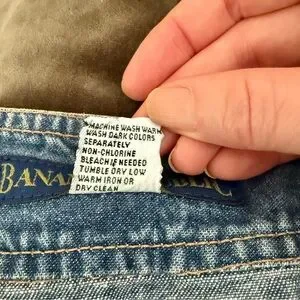 MACHINE WASH WARM
WASH DARK COLORS
SEPARATELY
NON-CHLORINE
BLEACH IF NEEDED
TUMBLE DRY LOW
WARM IRON OR
DRY CLEAN
BANA